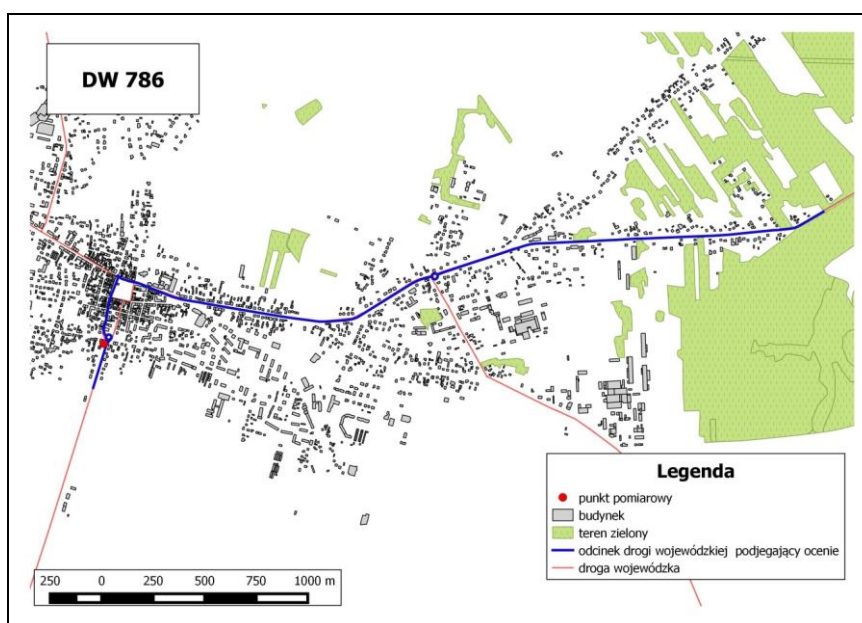 DW 786
Legenda
punkt pomiarowy
budynek
teren zielony
odcinek drogi wojewódzkiej podjegający ocenie
droga wojewódzka
250 0 250 500 750 1000 m